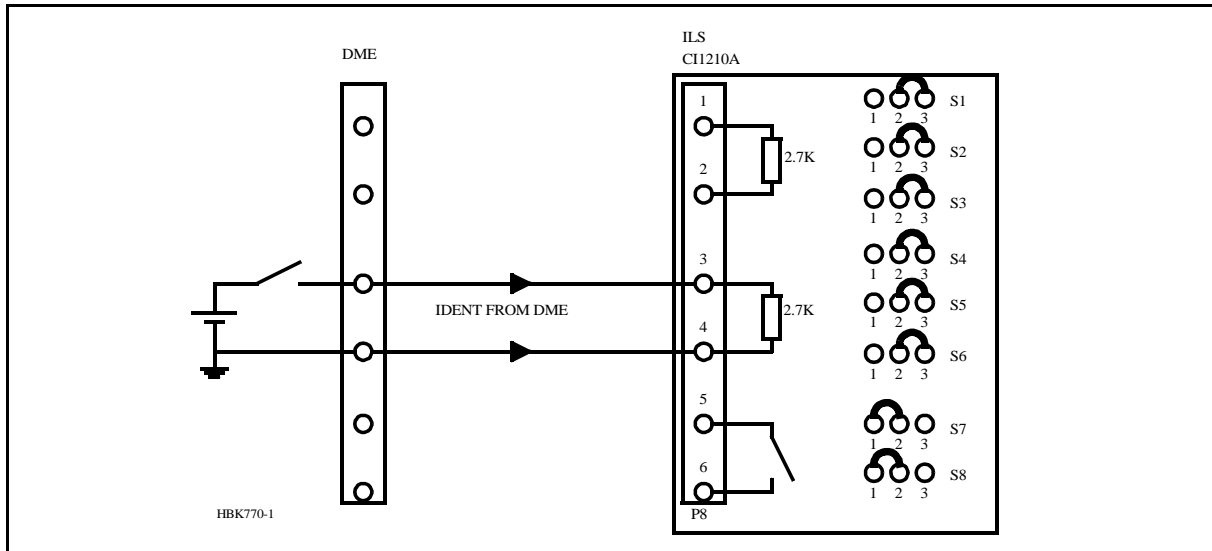 DME
ILS
CI1210A
1
2
3
4
5
6
2.7K
2.7K
IDENT FROM DME
1 2 3 S1
1 2 3 S2
1 2 3 S3
1 2 3 S4
1 2 3 S5
1 2 3 S6
1 2 3 S7
1 2 3 S8
P8
HBK770-1